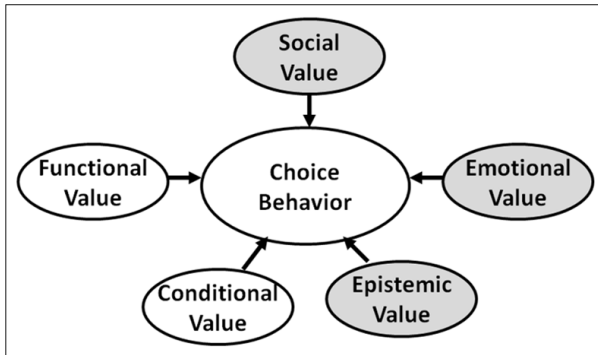 Social
Value
Functional
Value
Choice
Behavior
Emotional
Value
Conditional
Value
Epistemic
Value